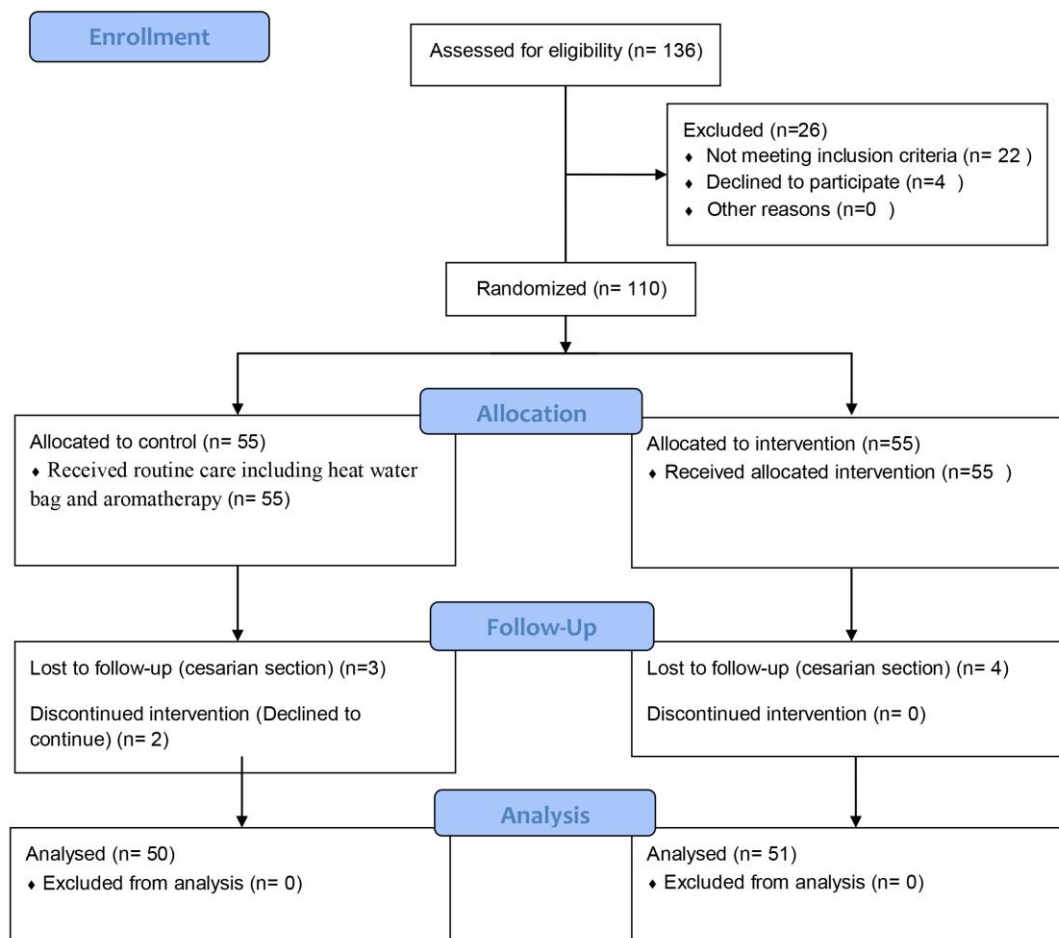 Enrollment
Assessed for eligibility (n= 136)
Excluded (n=26)
♦ Not meeting inclusion criteria (n= 22 )
♦ Declined to participate (n=4 )
♦ Other reasons (n=0 )
Randomized (n= 110)
Allocation
Allocated to control (n= 55)
♦ Received routine care including heat water
bag and aromatherapy (n= 55)
Allocated to intervention (n=55)
♦ Received allocated intervention (n=55 )
Follow-Up
Lost to follow-up (cesarian section) (n=3)
Discontinued intervention (Declined to
continue) (n= 2)
Lost to follow-up (cesarian section) (n= 4)
Discontinued intervention (n= 0)
Analysis
Analysed (n= 50)
♦ Excluded from analysis (n= 0)
Analysed (n= 51)
♦ Excluded from analysis (n= 0)